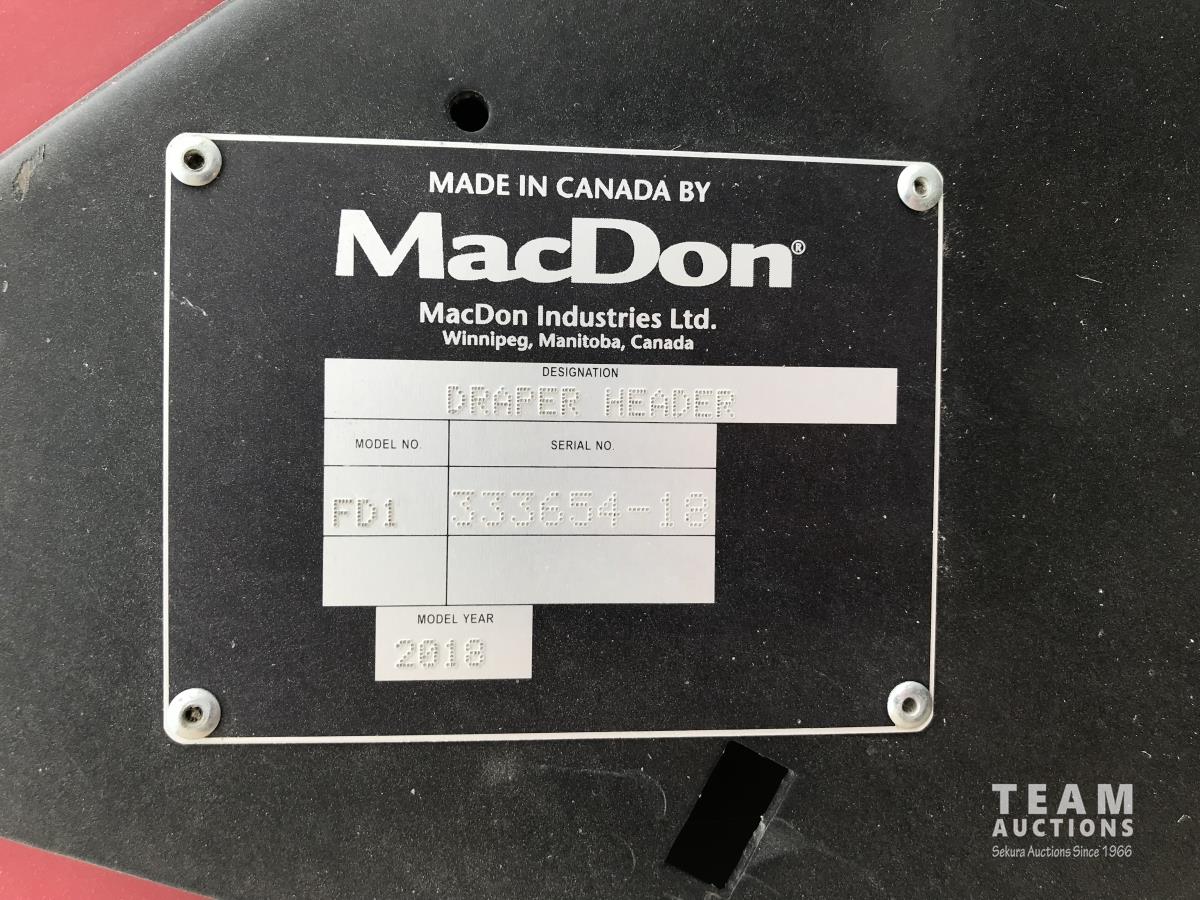 MADE IN CANADA BY
MacDon®
MacDon Industries Ltd.
Winnipeg, Manitoba, Canada
DESIGNATION
DRAPER HEADER
MODEL NO. SERIAL NO.
FD1 333654-18
MODEL YEAR
2018
TEAM
AUCTIONS
Sekura Auctions Since 1966